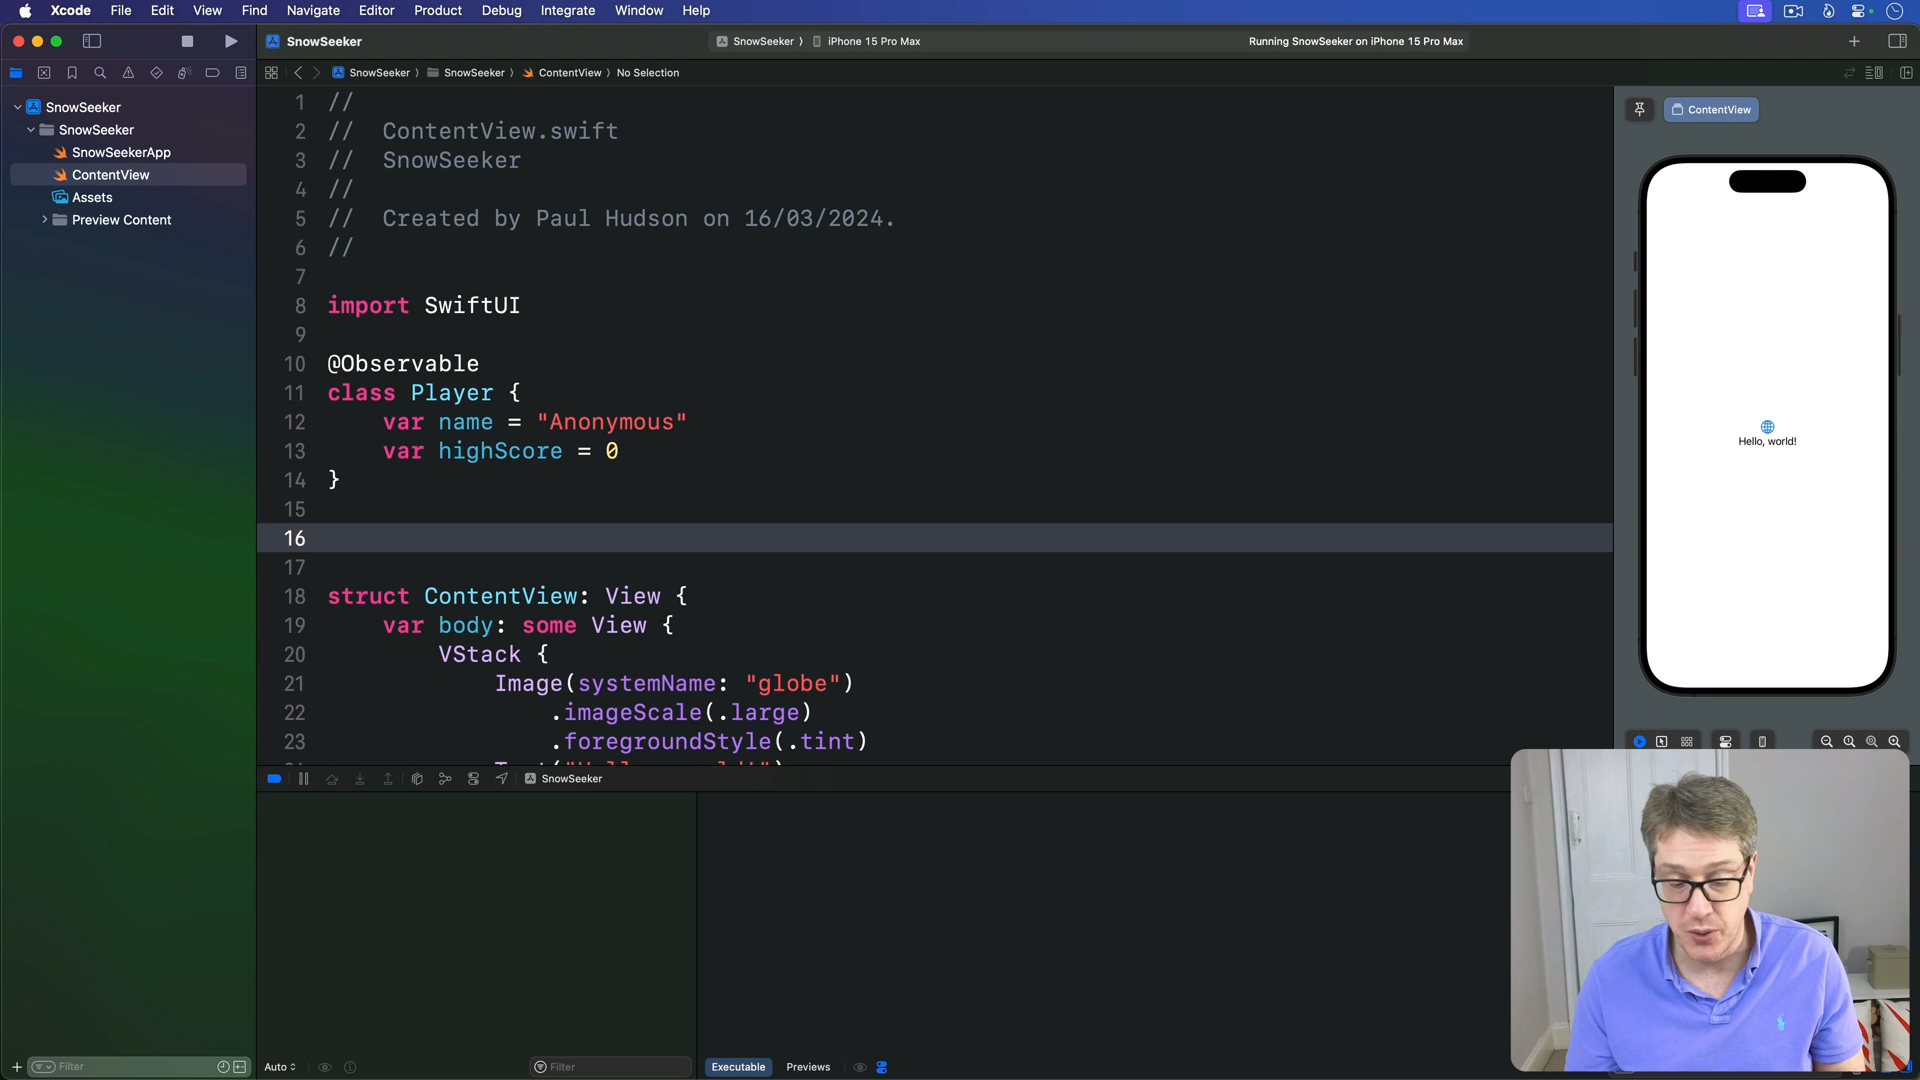 Xcode File Edit View Find Navigate Editor Product Debug Integrate Window Help
SnowSeeker
SnowSeeker 〉 iPhone 15 Pro Max
Running SnowSeeker on iPhone 15 Pro Max
SnowSeeker 〉 SnowSeeker 〉 ContentView 〉 No Selection
SnowSeeker
SnowSeeker
SnowSeekerApp
ContentView
Assets
Preview Content
1 //
2 // ContentView.swift
3 // SnowSeeker
4 //
5 // Created by Paul Hudson on 16/03/2024.
6 //
7
8 import SwiftUI
9
10 @Observable
11 class Player {
12 var name = "Anonymous"
13 var highScore = 0
14 }
15
16
17
18 struct ContentView: View {
19 var body: some View {
20 VStack {
21 Image(systemName: "globe")
22 .imageScale(.large)
23 .foregroundStyle(.tint)
ContentView
Hello, world!
SnowSeeker
Filter
Auto
Filter
Executable Previews